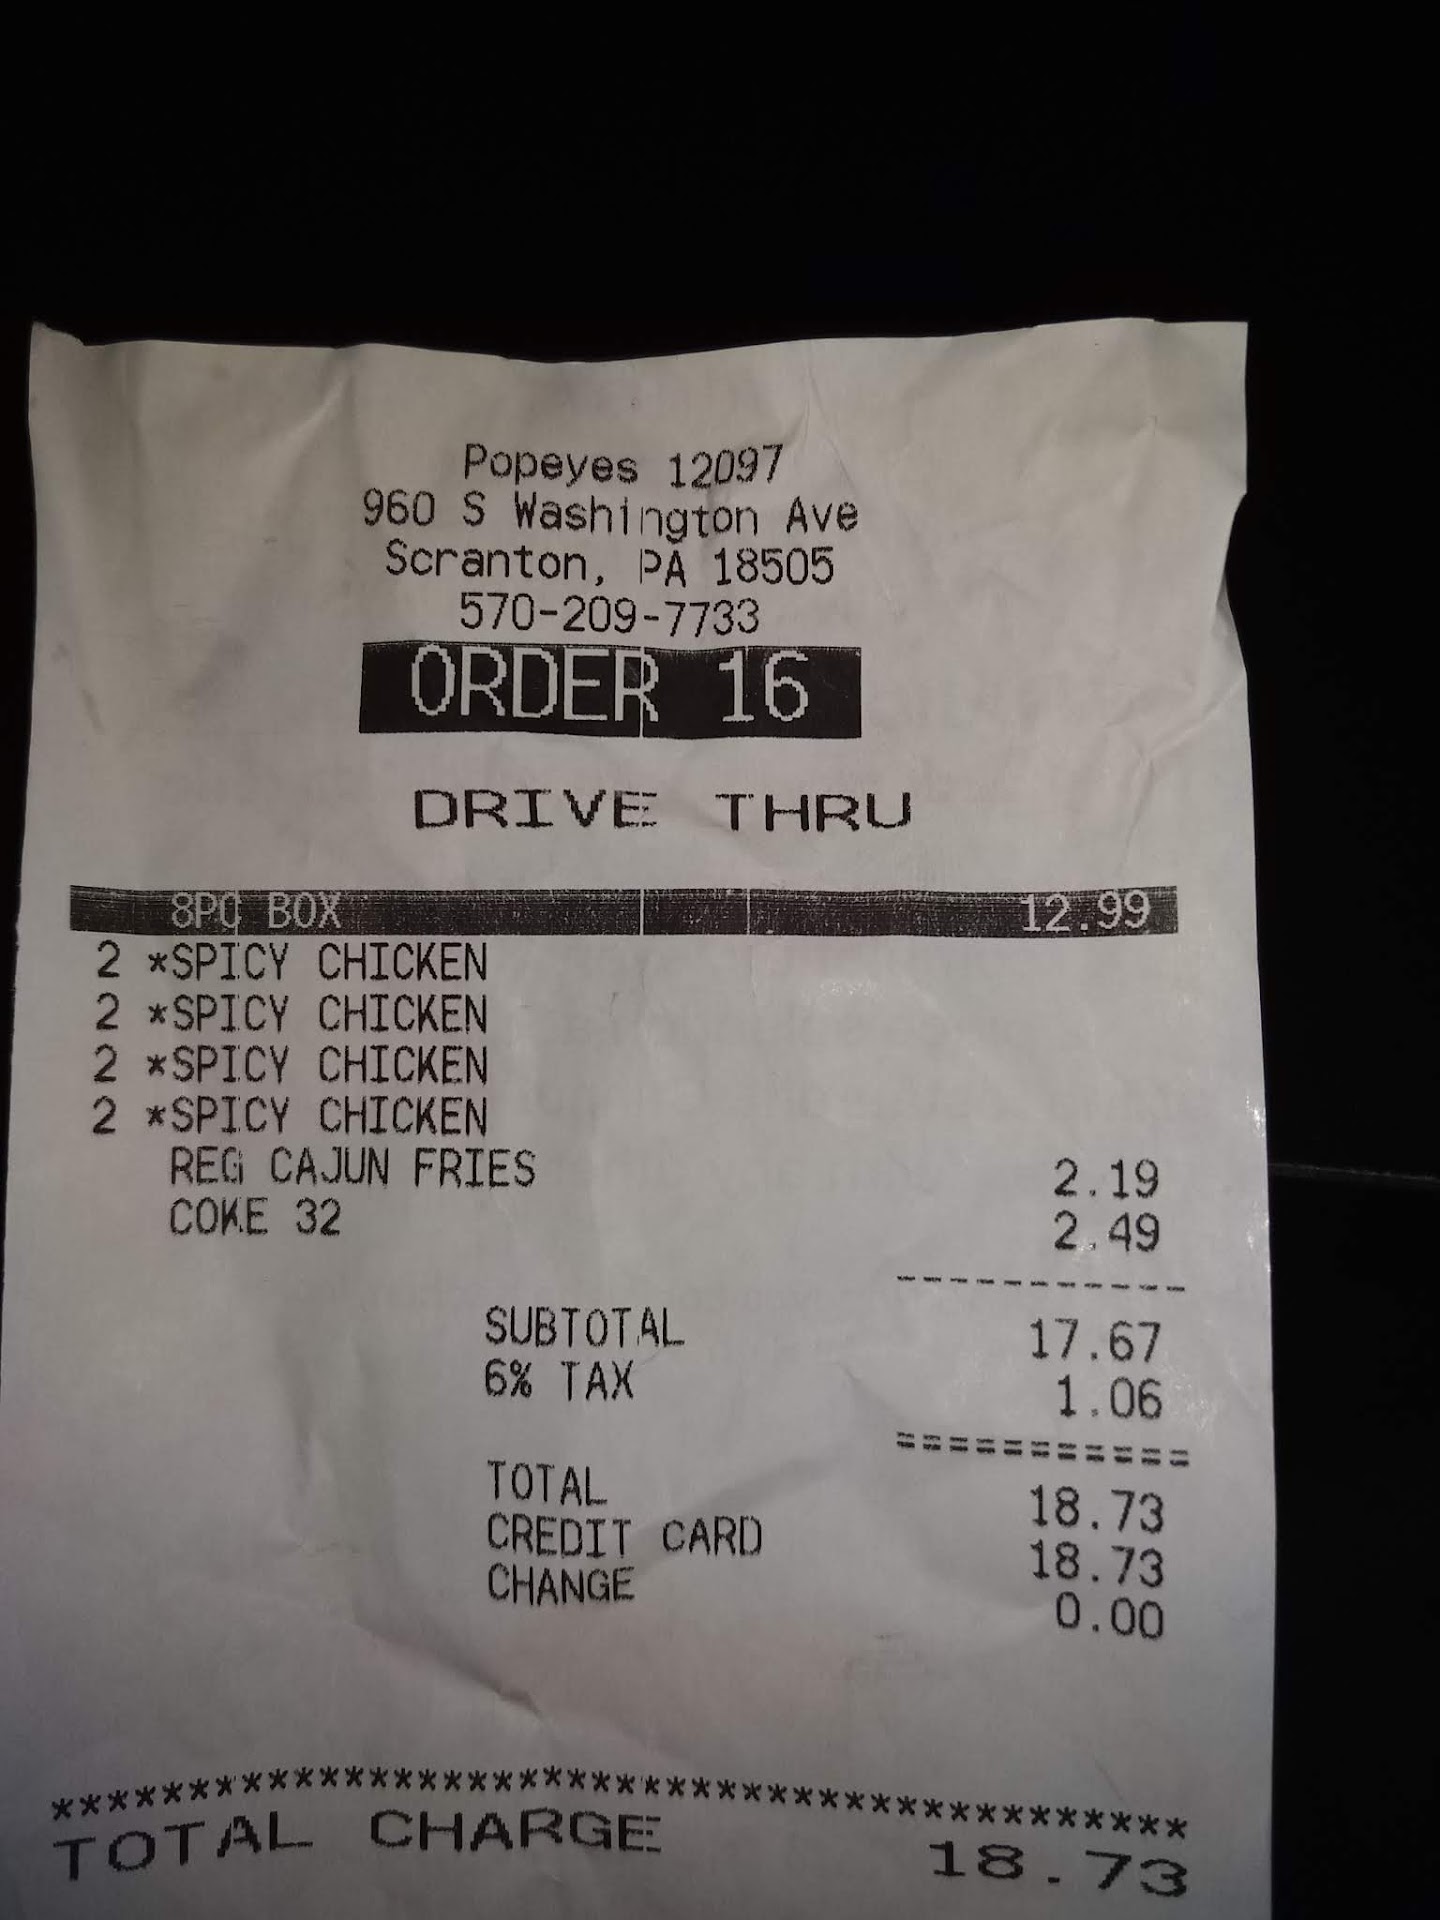 Popeyes 12097
960 S Washington Ave
Scranton, PA 18505
570-209-7733
ORDER 16
DRIVE THRU
8PC BOX 12.99
2 *SPICY CHICKEN
2 *SPICY CHICKEN
2 *SPICY CHICKEN
2 *SPICY CHICKEN
REG CAJUN FRIES 2.19
COKE 32 2.49
-----------
SUBTOTAL 17.67
6% TAX 1.06
===========
TOTAL 18.73
CREDIT CARD 18.73
CHANGE 0.00
******************************************
TOTAL CHARGE 18.73